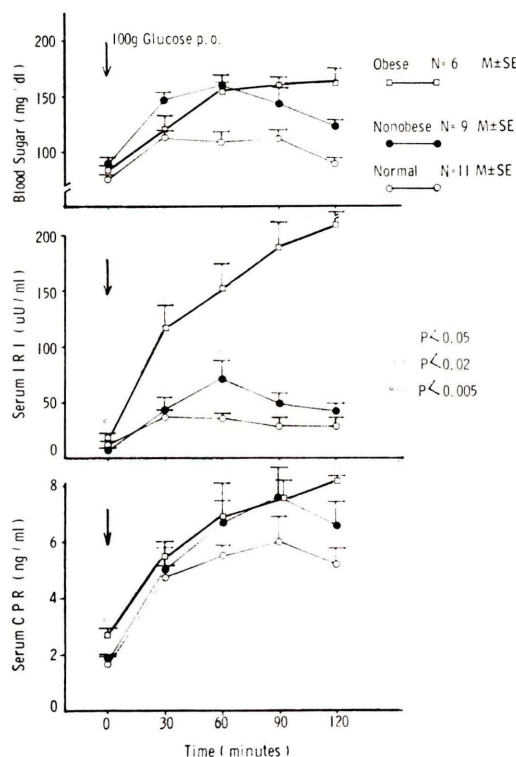 100g Glucose p.o.
200
150
100
Blood Sugar ( mg/dl )
Obese N=6 M±SE
Nonobese N=9 M±SE
Normal N=11 M±SE
200
150
100
50
0
Serum I R I ( uU / ml )
P<0.05
P<0.02
P<0.005
8
6
4
2
0
Serum C P R ( ng / ml )
0 30 60 90 120
Time ( minutes )